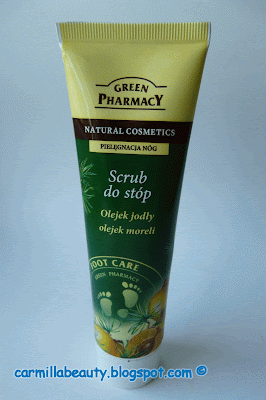 GREEN
PHARMACY
NATURAL COSMETICS
PIELĘGNACJA NÓG
Scrub
do stóp
Olejek jodły
olejek moreli
FOOT CARE
GREEN PHARMACY
carmillabeauty.blogspot.com ©